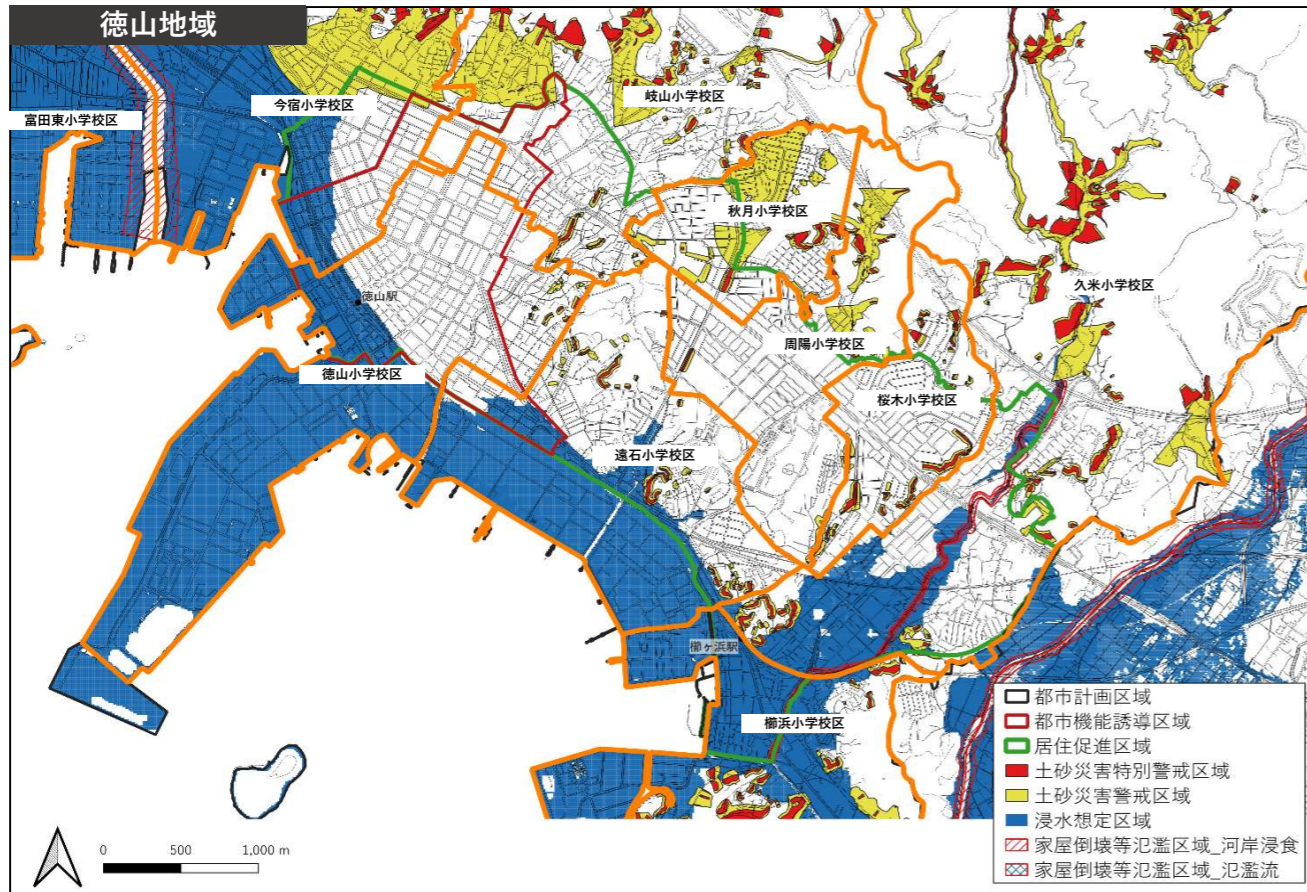 徳山地域
岐山小学校区
今宿小学校区
富田東小学校区
秋月小学校区
久米小学校区
徳山駅
周陽小学校区
徳山小学校区
桜木小学校区
遠石小学校区
櫛ヶ浜駅
櫛浜小学校区
都市計画区域
都市機能誘導区域
居住促進区域
土砂災害特別警戒区域
土砂災害警戒区域
浸水想定区域
家屋倒壊等氾濫区域_河岸浸食
家屋倒壊等氾濫区域_氾濫流
0 500 1,000 m